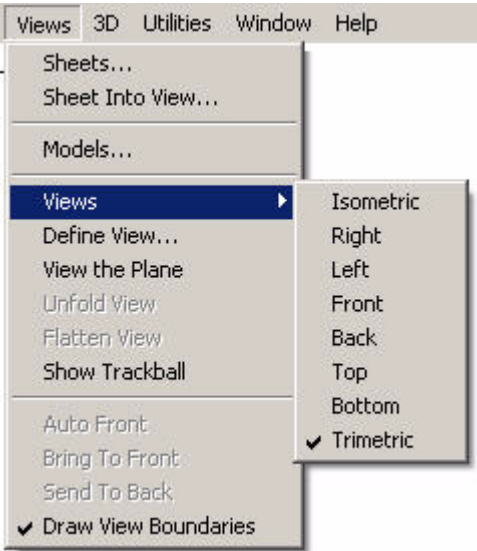 Views 3D Utilities Window Help
Sheets...
Sheet Into View...
Models...
Views
Define View...
View the Plane
Unfold View
Flatten View
Show Trackball
Auto Front
Bring To Front
Send To Back
Draw View Boundaries
Isometric
Right
Left
Front
Back
Top
Bottom
Trimetric